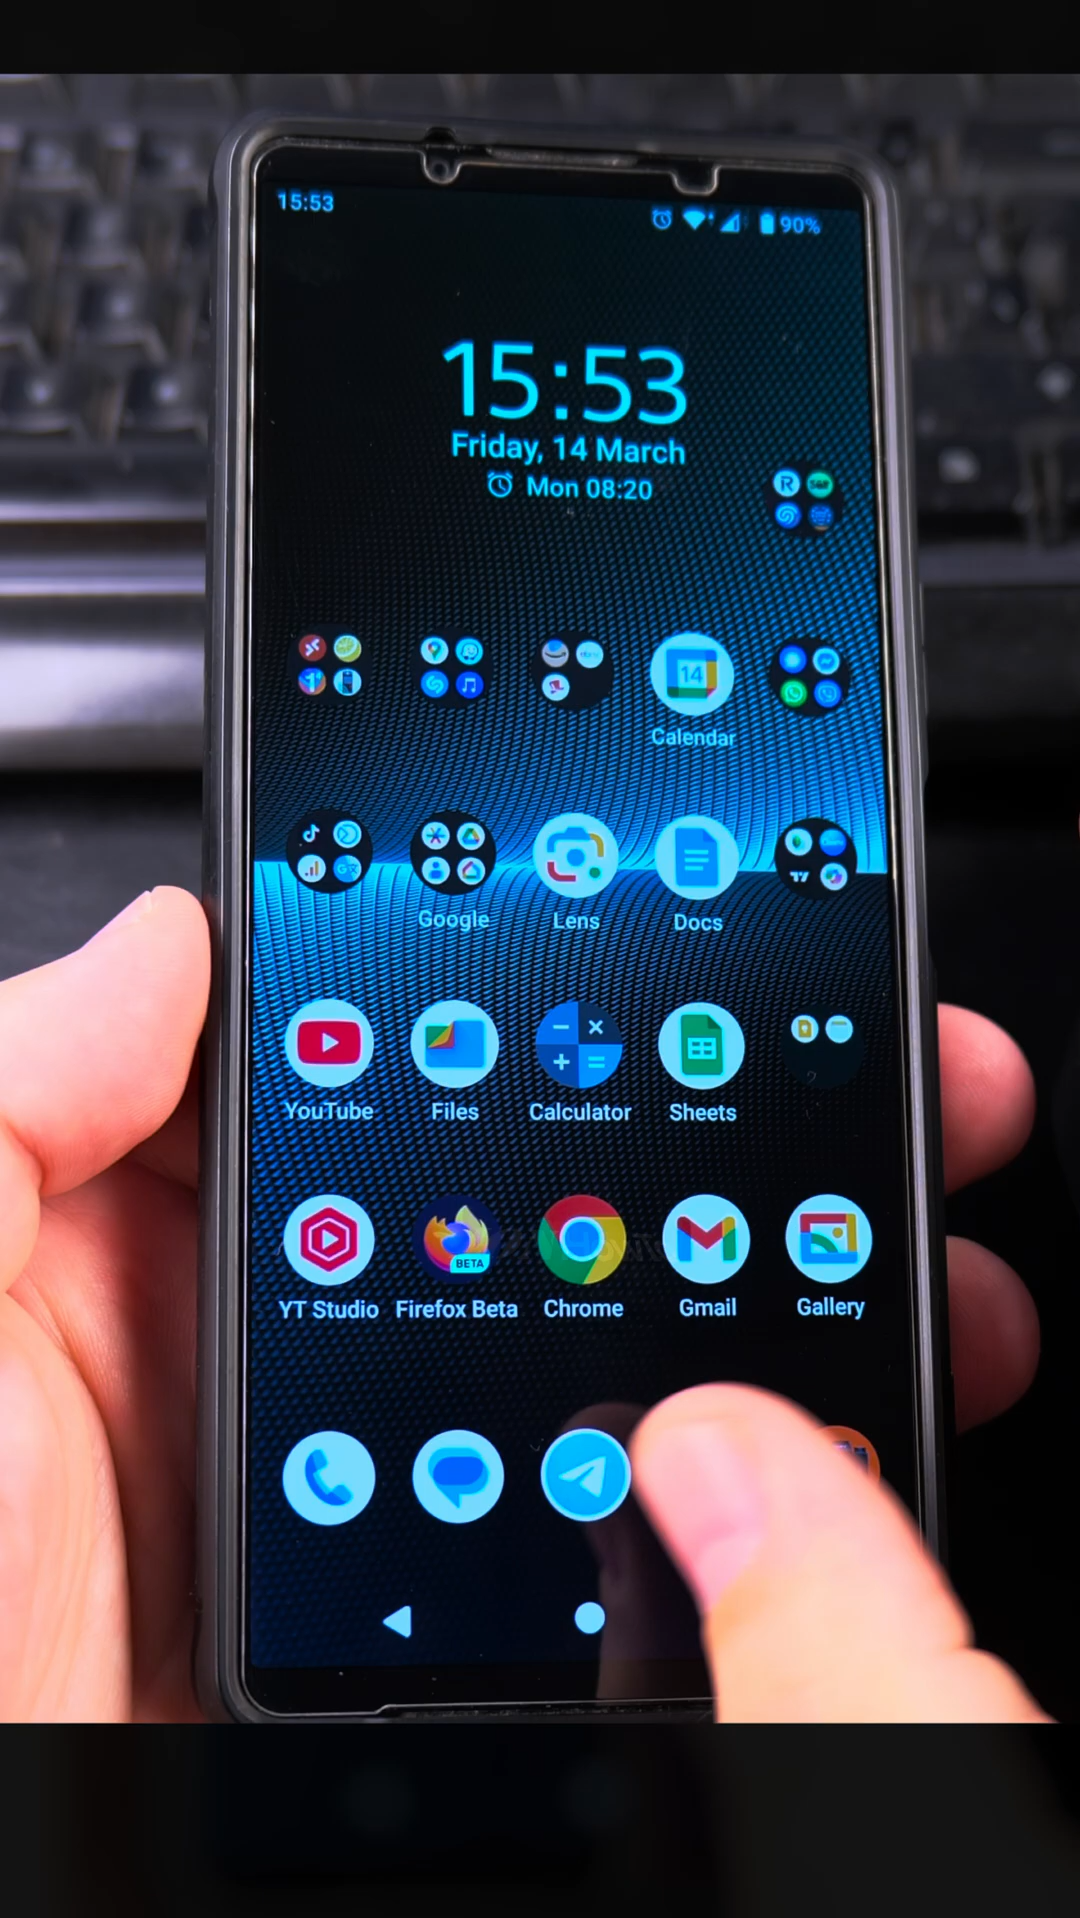 15:53
90%
15:53
Friday, 14 March
Mon 08:20
14
Calendar
Google
Lens
Docs
YouTube
Files
Calculator
Sheets
BETA
YT Studio
Firefox Beta
Chrome
Gmail
Gallery